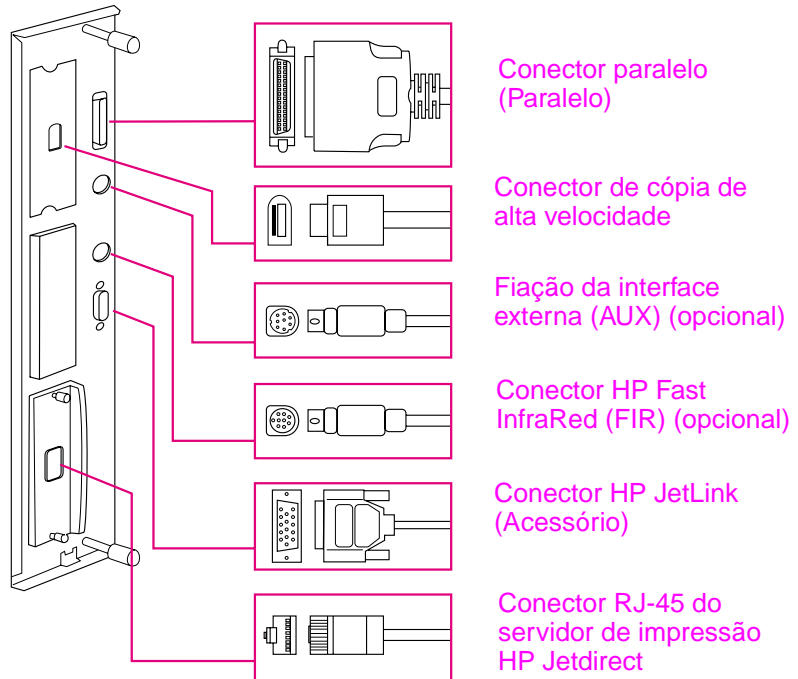 Conector paralelo
(Paralelo)
Conector de cópia de
alta velocidade
Fiação da interface
externa (AUX) (opcional)
Conector HP Fast
InfraRed (FIR) (opcional)
Conector HP JetLink
(Acessório)
Conector RJ-45 do
servidor de impressão
HP Jetdirect